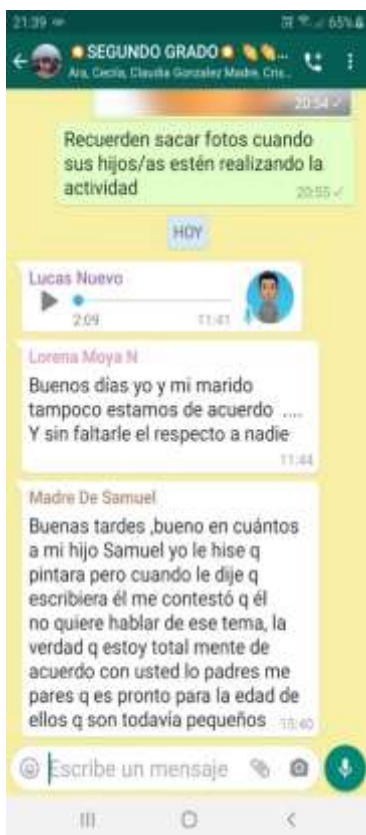 21:39
65%
SEGUNDO GRADO
Ara, Cecilia, Claudia Gonzalez Madre, Cris...
20:54
Recuerden sacar fotos cuando
sus hijos/as estén realizando la
actividad
20:55
HOY
Lucas Nuevo
2:09
11:41
Lorena Moya N
Buenos días yo y mi marido
tampoco estamos de acuerdo ....
Y sin faltarle el respecto a nadie
11:44
Madre De Samuel
Buenas tardes ,bueno en cuántos
a mi hijo Samuel yo le hise q
pintara pero cuando le dije q
escribiera él me contestó q él
no quiere hablar de ese tema, la
verdad q estoy total mente de
acuerdo con usted lo padres me
pares q es pronto para la edad de
ellos q son todavía pequeños
15:40
Escribe un mensaje